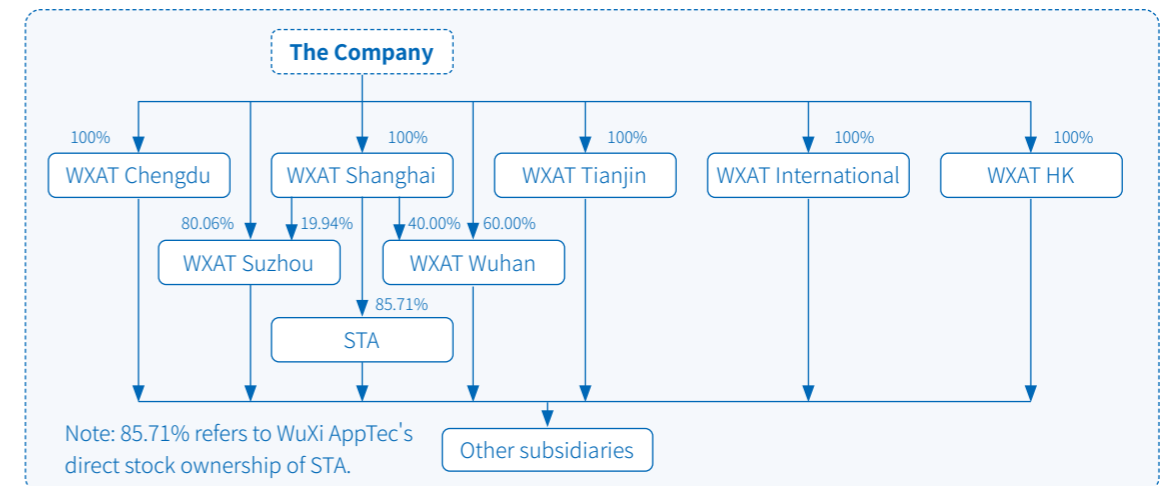 The Company
100%
100%
100%
100%
100%
WXAT Chengdu
WXAT Shanghai
WXAT Tianjin
WXAT International
WXAT HK
80.06%
19.94%
40.00%
60.00%
WXAT Suzhou
WXAT Wuhan
85.71%
STA
Note: 85.71% refers to WuXi AppTec's
direct stock ownership of STA.
Other subsidiaries